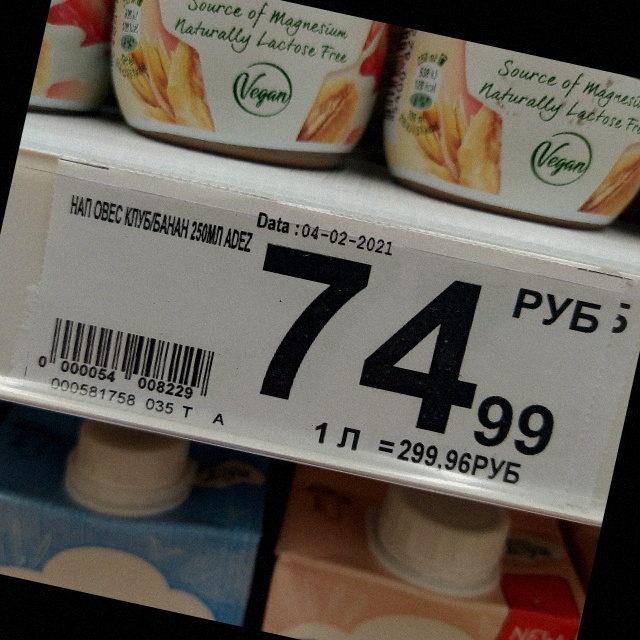 Source of Magnesium
Naturally Lactose Free
Vegan
Source of Magnes
Naturally Lactose Fre
Vegan
НАП ОВЕС КЛУБ/БАНАН 250МЛ ADEZ
Data :04-02-2021
74 99
РУБ
1 Л =299.96РУБ
0 000054 008229
000581758 035 Т А